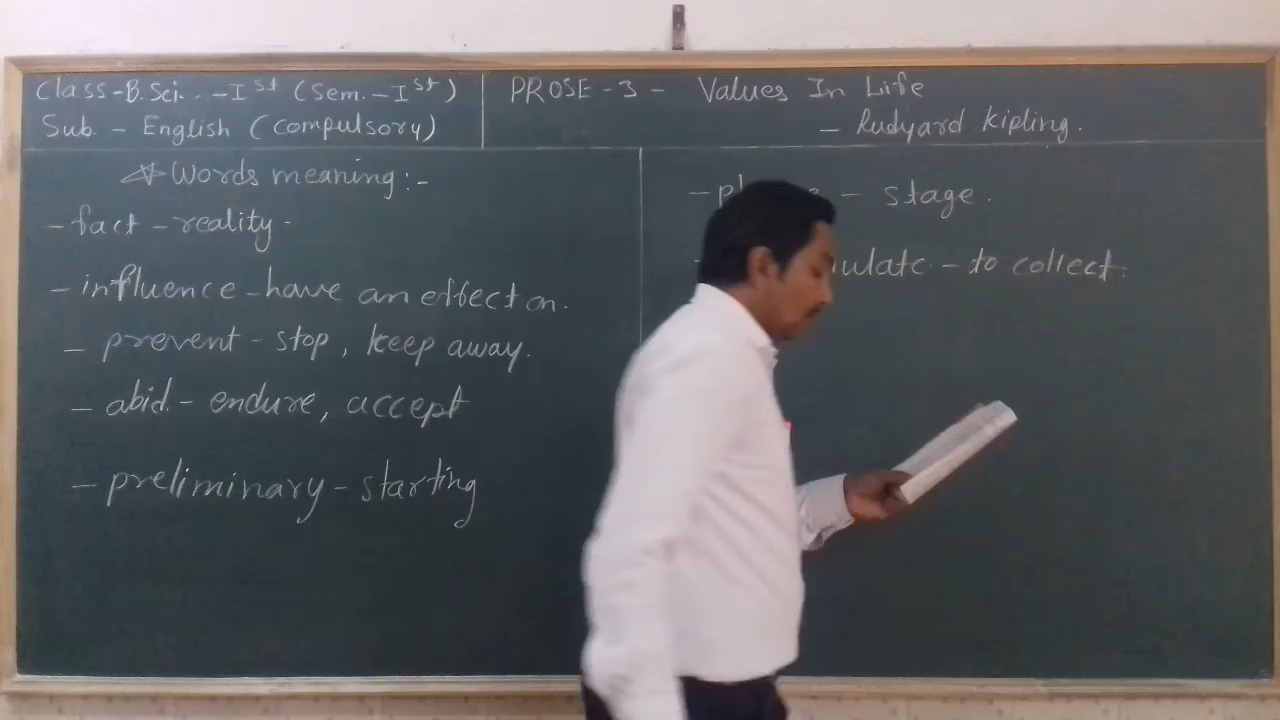 Class-B.Sci. .-Ist (Sem.-Ist)
Sub. - English (Compulsory)
PROSE -3- Values In Life
- Rudyard Kipling.
Words meaning:-
- fact - reality-
- influence - have an effect on.
- prevent - stop, keep away.
- abid. - endure, accept
- preliminary - starting
- stage.
- to collect.